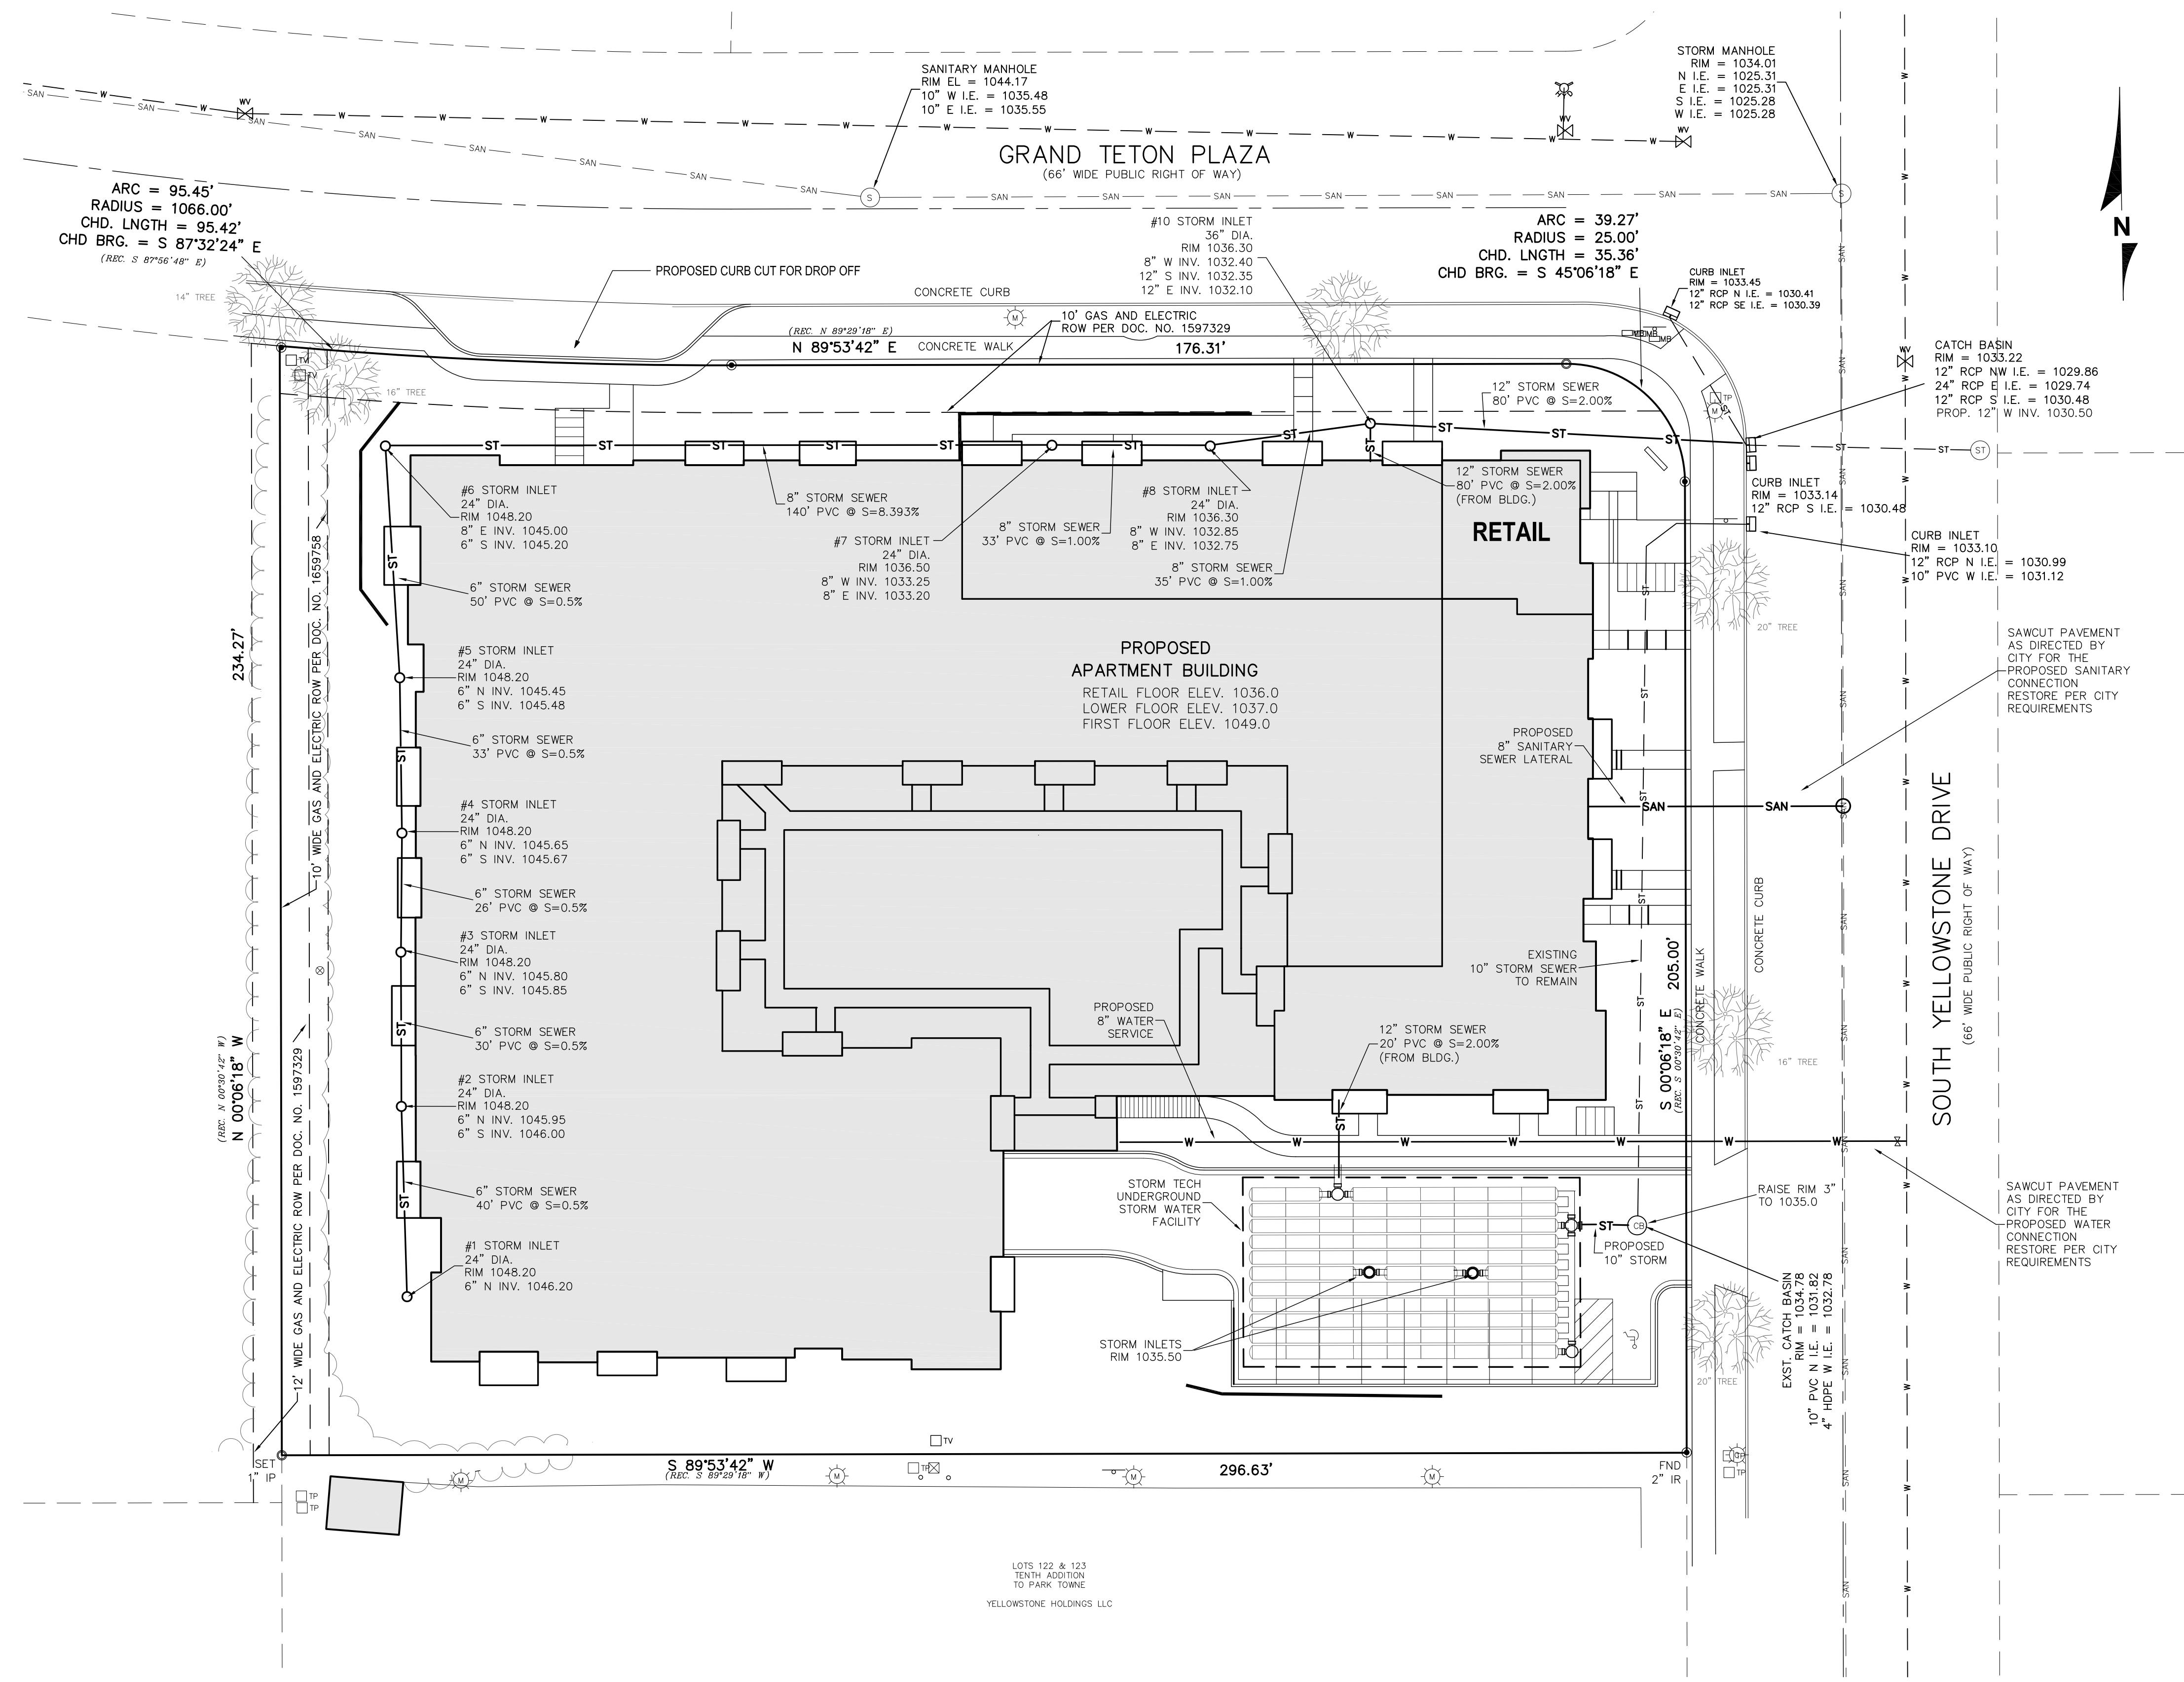 STORM MANHOLE
RIM = 1034.01
N I.E. = 1025.31
E I.E. = 1025.31
S I.E. = 1025.28
W I.E. = 1025.28
SANITARY MANHOLE
RIM EL = 1044.17
10" W I.E. = 1035.48
10" E I.E. = 1035.55
GRAND TETON PLAZA
(66' WIDE PUBLIC RIGHT OF WAY)
N
ARC = 95.45'
RADIUS = 1066.00'
CHD. LNGTH = 95.42'
CHD BRG. = S 87°32'24" E
(REC. S 87°56'48" E)
14" TREE
16" TREE
PROPOSED CURB CUT FOR DROP OFF
CONCRETE CURB
#10 STORM INLET
36" DIA.
RIM 1036.30
8" W INV. 1032.40
12" S INV. 1032.35
12" E INV. 1032.10
ARC = 39.27'
RADIUS = 25.00'
CHD. LNGTH = 35.36'
CHD BRG. = S 45°06'18" E
CURB INLET
RIM = 1033.45
12" RCP N I.E. = 1030.41
12" RCP SE I.E. = 1030.39
10' GAS AND ELECTRIC
ROW PER DOC. NO. 1597329
(REC. N 89°29'18" E)
N 89°53'42" E
CONCRETE WALK
176.31'
CATCH BASIN
RIM = 1033.22
12" RCP NW I.E. = 1029.86
24" RCP E I.E. = 1029.74
12" RCP S I.E. = 1030.48
PROP. 12" W INV. 1030.50
12" STORM SEWER
80' PVC @ S=2.00%
#6 STORM INLET
24" DIA.
RIM 1048.20
8" E INV. 1045.00
6" S INV. 1045.20
8" STORM SEWER
140' PVC @ S=8.393%
#7 STORM INLET
24" DIA.
RIM 1036.50
8" W INV. 1033.25
8" E INV. 1033.20
8" STORM SEWER
33' PVC @ S=1.00%
#8 STORM INLET
24" DIA.
RIM 1036.30
8" W INV. 1032.85
8" E INV. 1032.75
8" STORM SEWER
35' PVC @ S=1.00%
12" STORM SEWER
80' PVC @ S=2.00%
(FROM BLDG.)
RETAIL
CURB INLET
RIM = 1033.14
12" RCP S I.E. = 1030.48
CURB INLET
RIM = 1033.10
12" RCP N I.E. = 1030.99
10" PVC W I.E. = 1031.12
20" TREE
6" STORM SEWER
50' PVC @ S=0.5%
#5 STORM INLET
24" DIA.
RIM 1048.20
6" N INV. 1045.45
6" S INV. 1045.48
6" STORM SEWER
33' PVC @ S=0.5%
#4 STORM INLET
24" DIA.
RIM 1048.20
6" N INV. 1045.65
6" S INV. 1045.67
6" STORM SEWER
26' PVC @ S=0.5%
#3 STORM INLET
24" DIA.
RIM 1048.20
6" N INV. 1045.80
6" S INV. 1045.85
6" STORM SEWER
30' PVC @ S=0.5%
#2 STORM INLET
24" DIA.
RIM 1048.20
6" N INV. 1045.95
6" S INV. 1046.00
6" STORM SEWER
40' PVC @ S=0.5%
#1 STORM INLET
24" DIA.
RIM 1048.20
6" N INV. 1046.20
PROPOSED
APARTMENT BUILDING
RETAIL FLOOR ELEV. 1036.0
LOWER FLOOR ELEV. 1037.0
FIRST FLOOR ELEV. 1049.0
PROPOSED
8" SANITARY
SEWER LATERAL
SAWCUT PAVEMENT
AS DIRECTED BY
CITY FOR THE
PROPOSED SANITARY
CONNECTION
RESTORE PER CITY
REQUIREMENTS
EXISTING
10" STORM SEWER
TO REMAIN
PROPOSED
8" WATER
SERVICE
12" STORM SEWER
20' PVC @ S=2.00%
(FROM BLDG.)
S 00°06'18" E 205.00'
(REC. S 00°30'42" E)
CONCRETE WALK
CONCRETE CURB
SOUTH YELLOWSTONE DRIVE
(66' WIDE PUBLIC RIGHT OF WAY)
16" TREE
234.27'
N 00°06'18" W
(REC. N 00°30'42" W)
10' WIDE GAS AND ELECTRIC ROW PER DOC. NO. 1659758
12' WIDE GAS AND ELECTRIC ROW PER DOC. NO. 1597329
STORM TECH
UNDERGROUND
STORM WATER
FACILITY
RAISE RIM 3"
TO 1035.0
PROPOSED
10" STORM
CB
SAWCUT PAVEMENT
AS DIRECTED BY
CITY FOR THE
PROPOSED WATER
CONNECTION
RESTORE PER CITY
REQUIREMENTS
EXST. CATCH BASIN
RIM = 1034.78
10" PVC N I.E. = 1031.82
4" HDPE W I.E. = 1032.78
STORM INLETS
RIM 1035.50
20" TREE
SET
1" IP
S 89°53'42" W
(REC. S 89°29'18" W)
296.63'
FND
2" IR
TV
TP
LOTS 122 & 123
TENTH ADDITION
TO PARK TOWNE
YELLOWSTONE HOLDINGS LLC